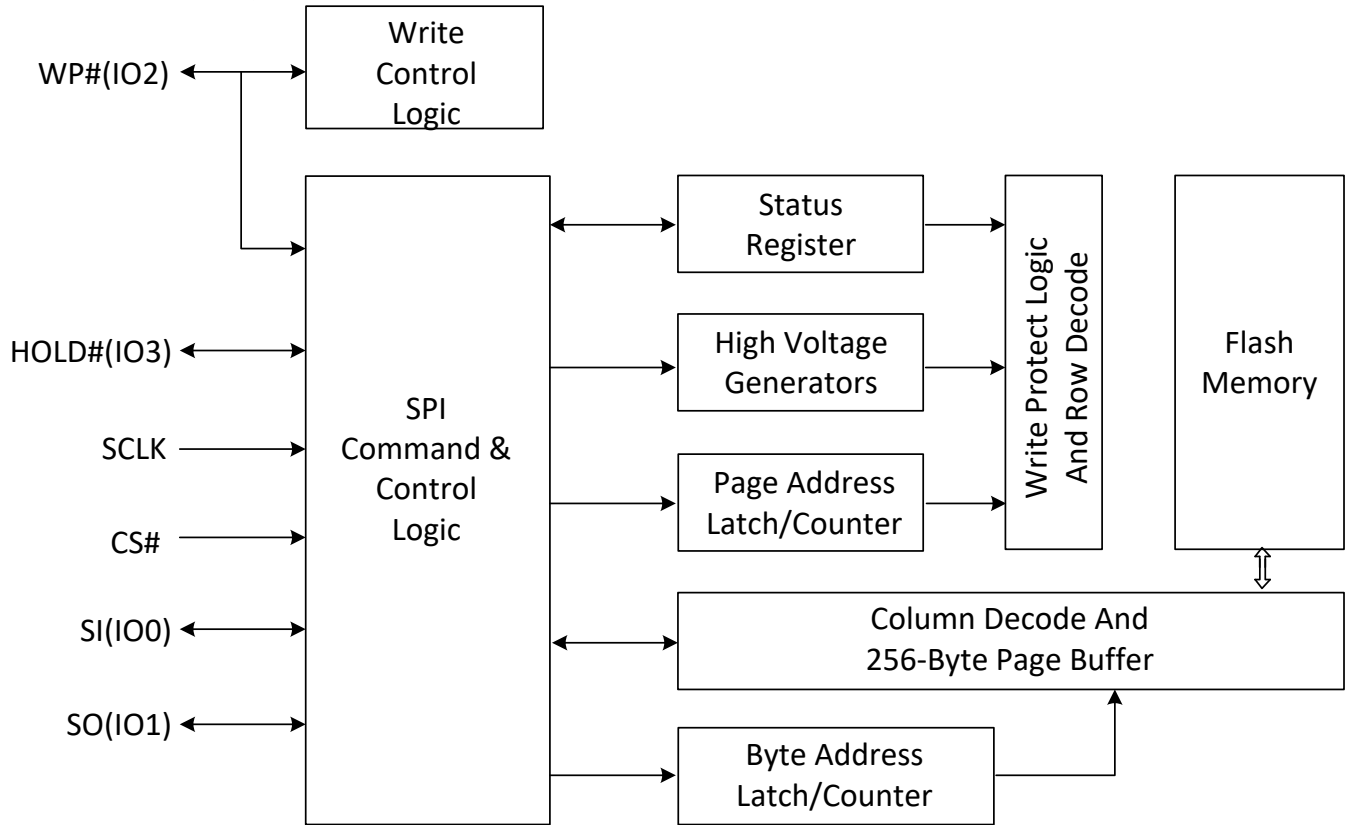 Write
Control
Logic
WP#(IO2)
HOLD#(IO3)
SCLK
CS#
SI(IO0)
SO(IO1)
SPI
Command &
Control
Logic
Status
Register
High Voltage
Generators
Page Address
Latch/Counter
Write Protect Logic
And Row Decode
Flash
Memory
Column Decode And
256-Byte Page Buffer
Byte Address
Latch/Counter